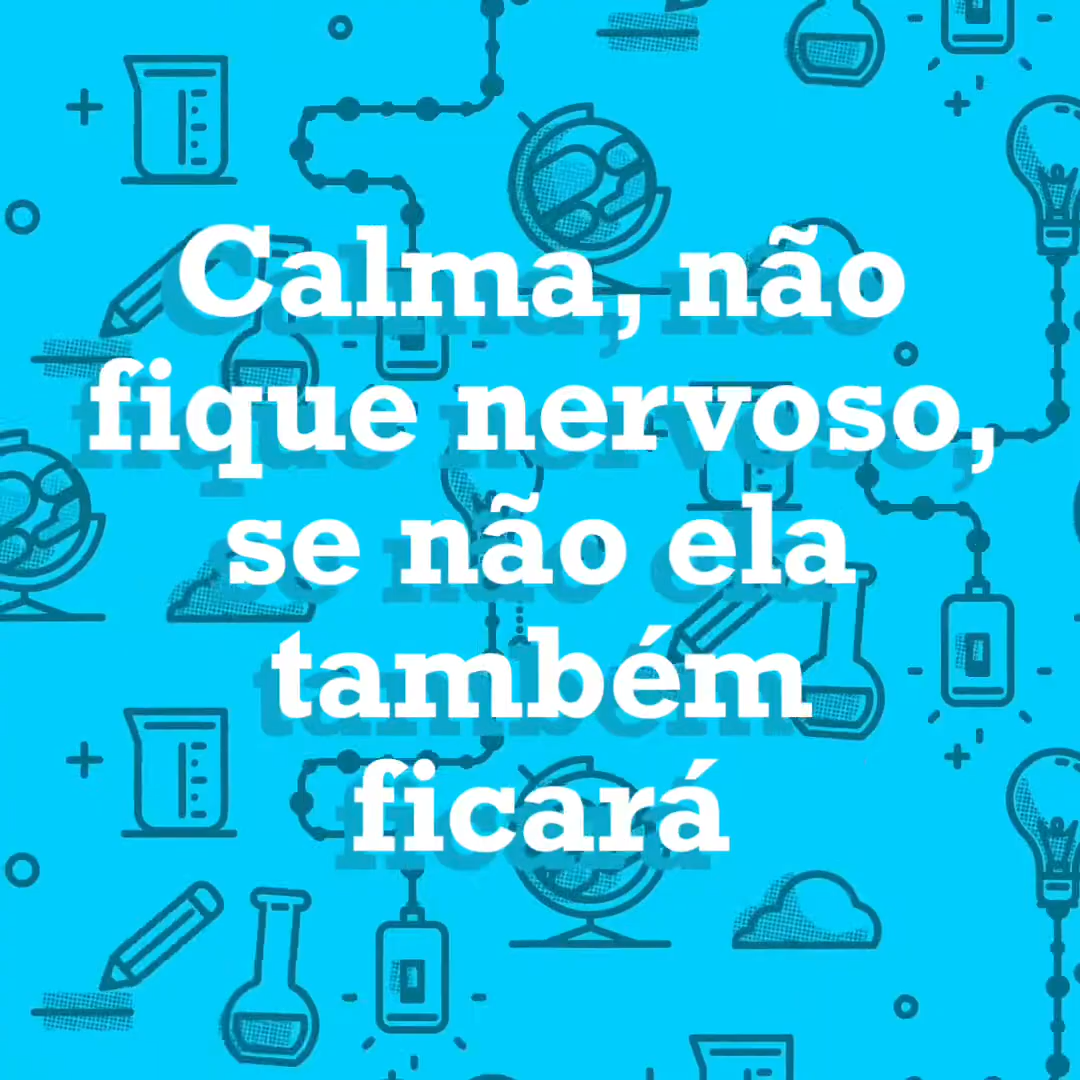 Calma, não
fique nervoso,
se não ela
também
ficará